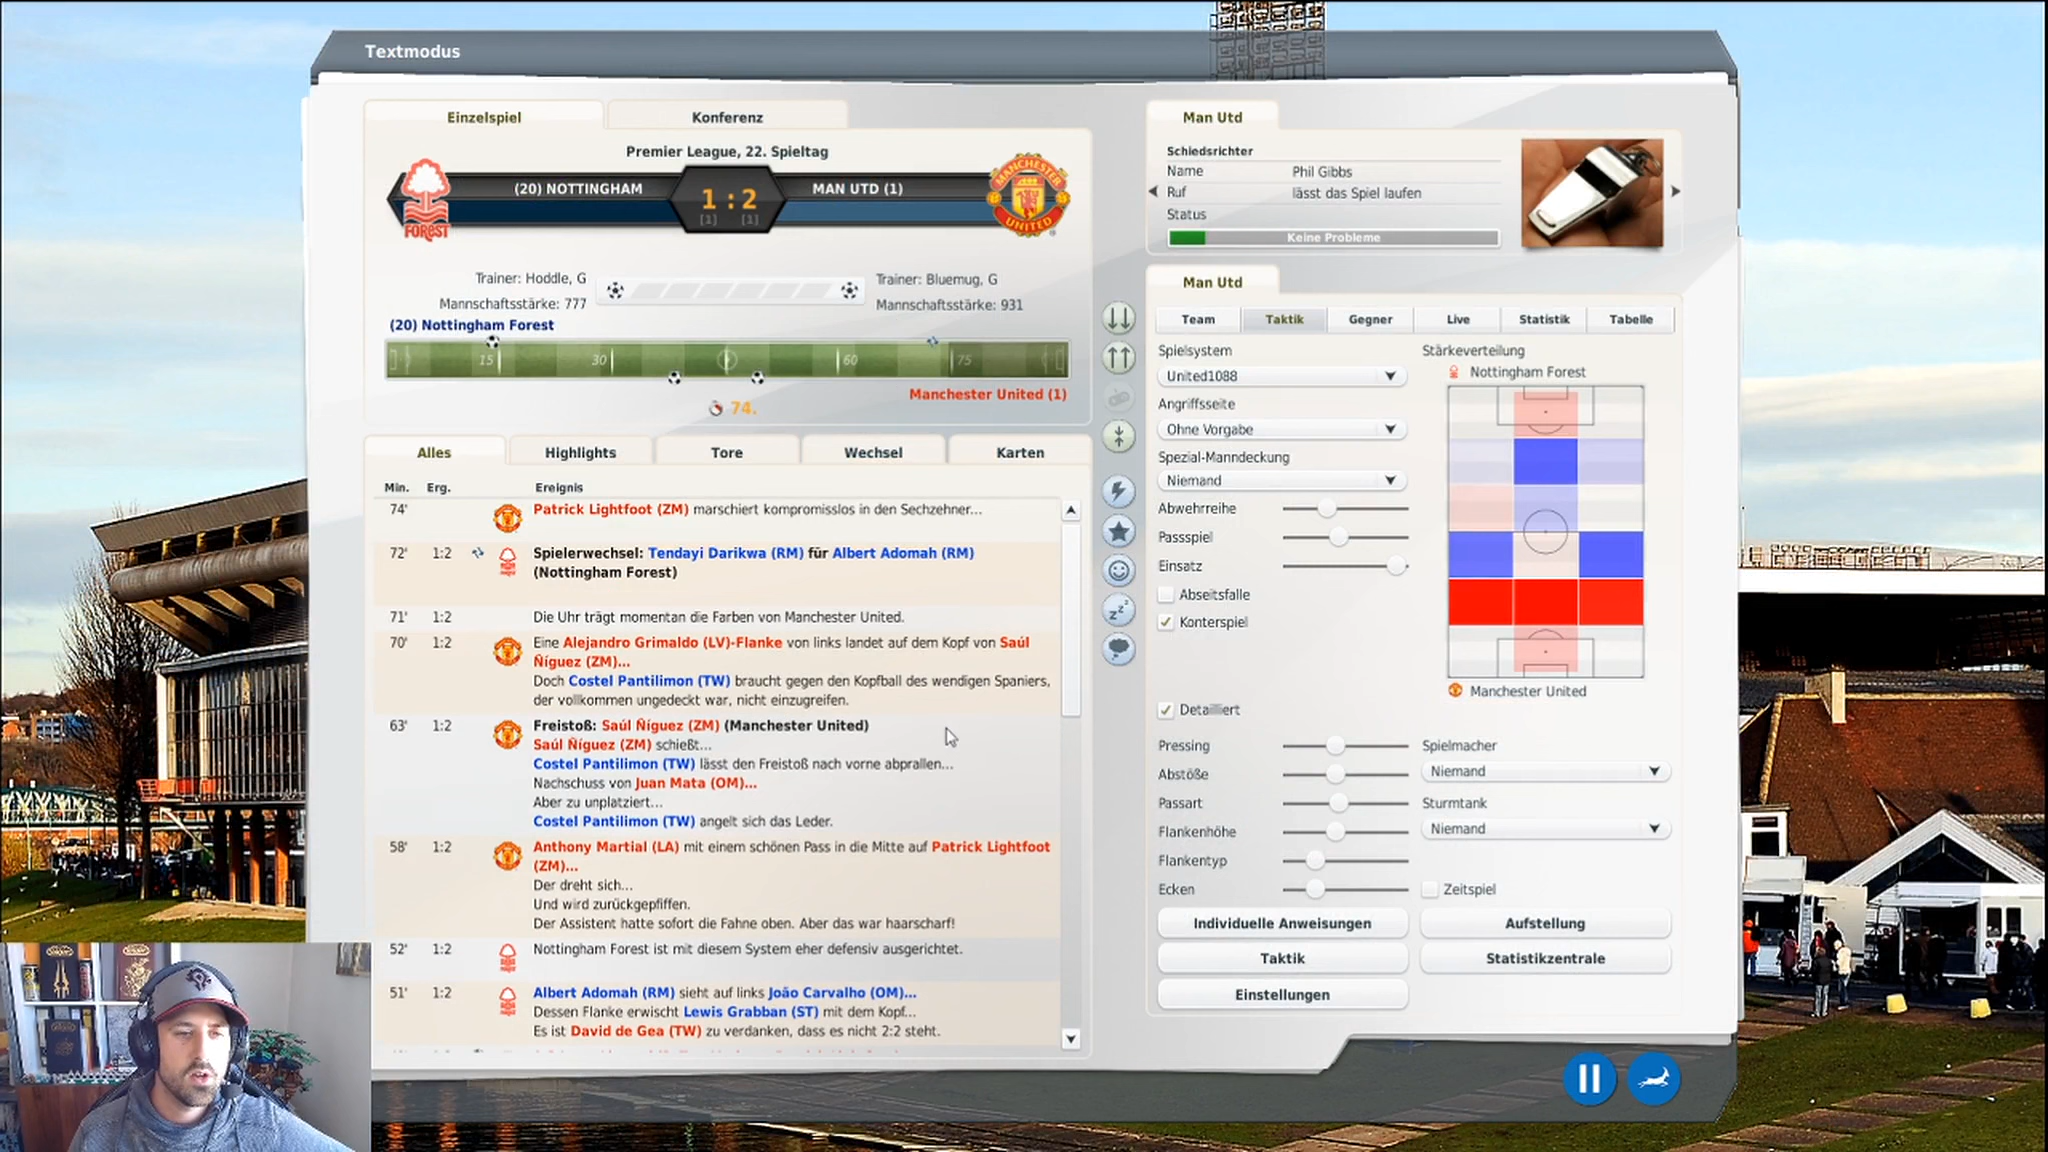 Textmodus
Einzelspiel
Konferenz
Premier League, 22. Spieltag
(20) NOTTINGHAM
1 : 2
MAN UTD (1)
[1] [1]
FOREST
MANCHESTER
UNITED
Trainer: Hoddle, G
Trainer: Bluemug, G
Mannschaftsstärke: 777
Mannschaftsstärke: 931
(20) Nottingham Forest
15 30 60 75
Manchester United (1)
74.
Alles
Highlights
Tore
Wechsel
Karten
Min. Erg. Ereignis
74' Patrick Lightfoot (ZM) marschiert kompromisslos in den Sechzehner...
72' 1:2 Spielerwechsel: Tendayi Darikwa (RM) für Albert Adomah (RM)
(Nottingham Forest)
71' 1:2 Die Uhr trägt momentan die Farben von Manchester United.
70' 1:2 Eine Alejandro Grimaldo (LV)-Flanke von links landet auf dem Kopf von Saúl
Ñíguez (ZM)...
Doch Costel Pantilimon (TW) braucht gegen den Kopfball des wendigen Spaniers,
der vollkommen ungedeckt war, nicht einzugreifen.
63' 1:2 Freistoß: Saúl Ñíguez (ZM) (Manchester United)
Saúl Ñíguez (ZM) schießt...
Costel Pantilimon (TW) lässt den Freistoß nach vorne abprallen...
Nachschuss von Juan Mata (OM)...
Aber zu unplatziert...
Costel Pantilimon (TW) angelt sich das Leder.
58' 1:2 Anthony Martial (LA) mit einem schönen Pass in die Mitte auf Patrick Lightfoot
(ZM)...
Der dreht sich...
Und wird zurückgepfiffen.
Der Assistent hatte sofort die Fahne oben. Aber das war haarscharf!
52' 1:2 Nottingham Forest ist mit diesem System eher defensiv ausgerichtet.
51' 1:2 Albert Adomah (RM) sieht auf links João Carvalho (OM)...
Dessen Flanke erwischt Lewis Grabban (ST) mit dem Kopf...
Es ist David de Gea (TW) zu verdanken, dass es nicht 2:2 steht.
Man Utd
Schiedsrichter
Name Phil Gibbs
Ruf lässt das Spiel laufen
Status
Keine Probleme
Man Utd
Team
Taktik
Gegner
Live
Statistik
Tabelle
Spielsystem
United1088
Angriffsseite
Ohne Vorgabe
Spezial-Manndeckung
Niemand
Abwehrreihe
Passspiel
Einsatz
Abseitsfalle
Konterspiel
Stärkeverteilung
Nottingham Forest
Manchester United
Detailliert
Pressing
Abstöße
Passart
Flankenhöhe
Flankentyp
Ecken
Spielmacher
Niemand
Sturmtank
Niemand
Zeitspiel
Individuelle Anweisungen
Aufstellung
Taktik
Statistikzentrale
Einstellungen